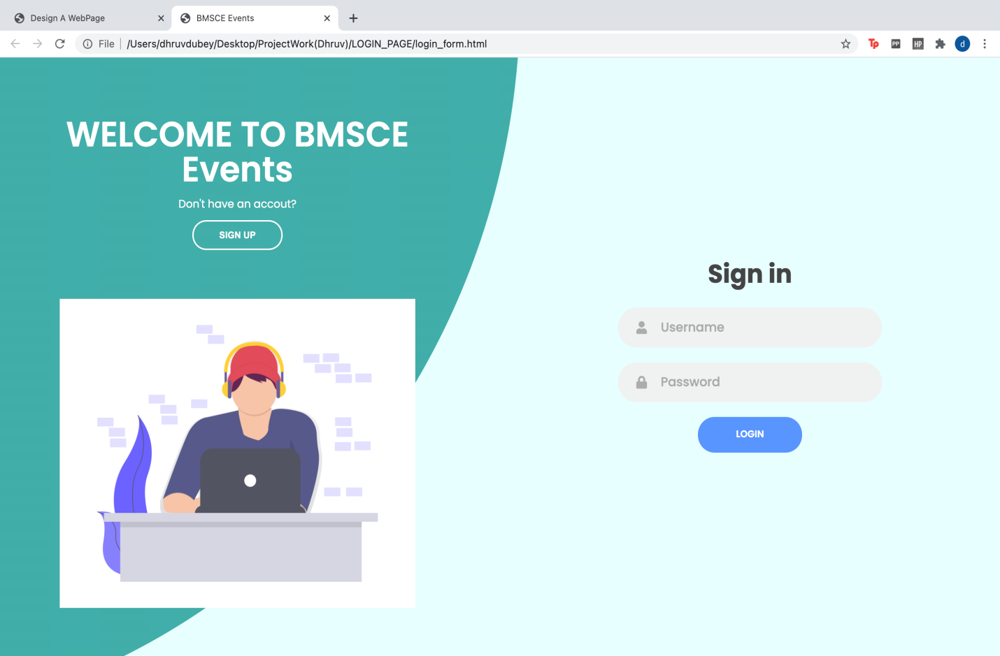 Design A WebPage
BMSCE Events
File
/Users/dhruvdubey/Desktop/ProjectWork(Dhruv)/LOGIN_PAGE/login_form.html
Tp
PP
HP
d
WELCOME TO BMSCE
Events
Don't have an accout?
SIGN UP
Sign in
Username
Password
LOGIN